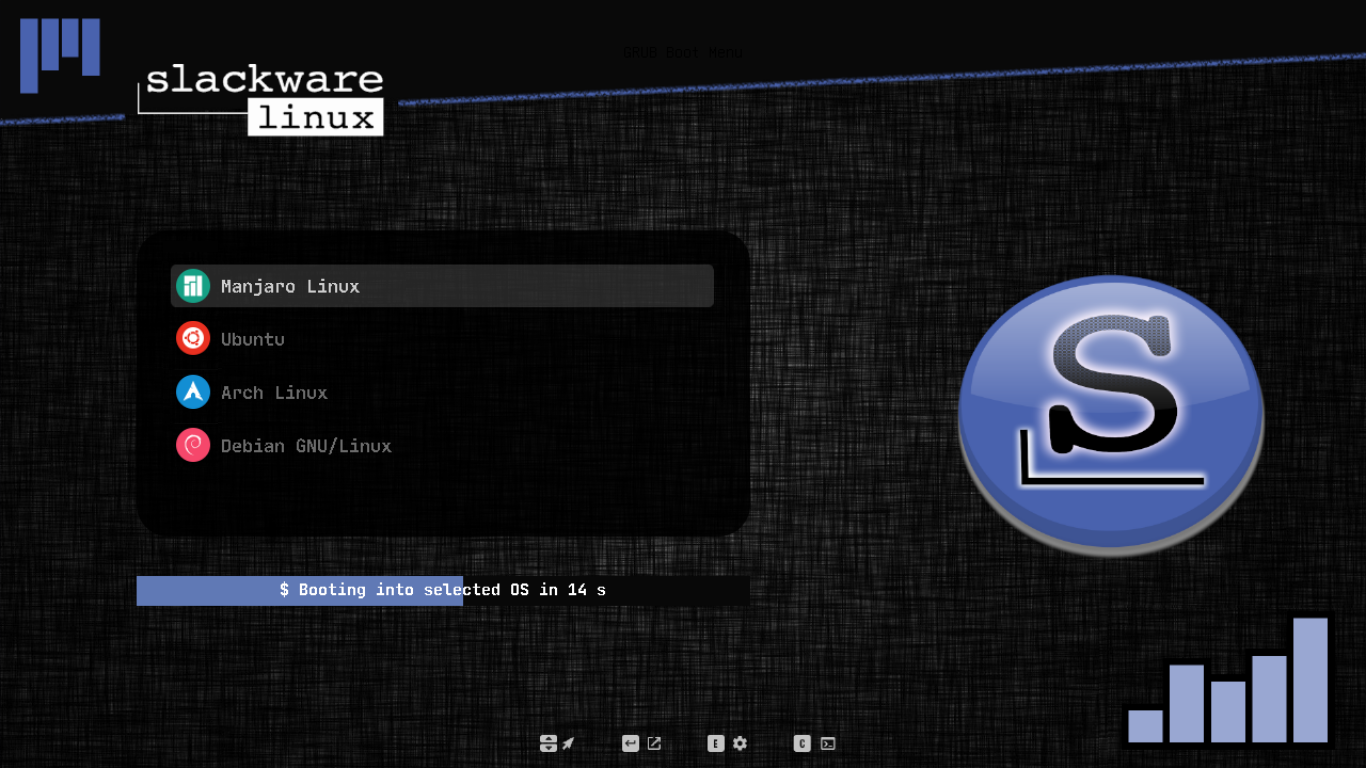 GRUB Boot Menu
slackware
linux
Manjaro Linux
Ubuntu
Arch Linux
Debian GNU/Linux
$ Booting into selected OS in 14 s
S
E
C